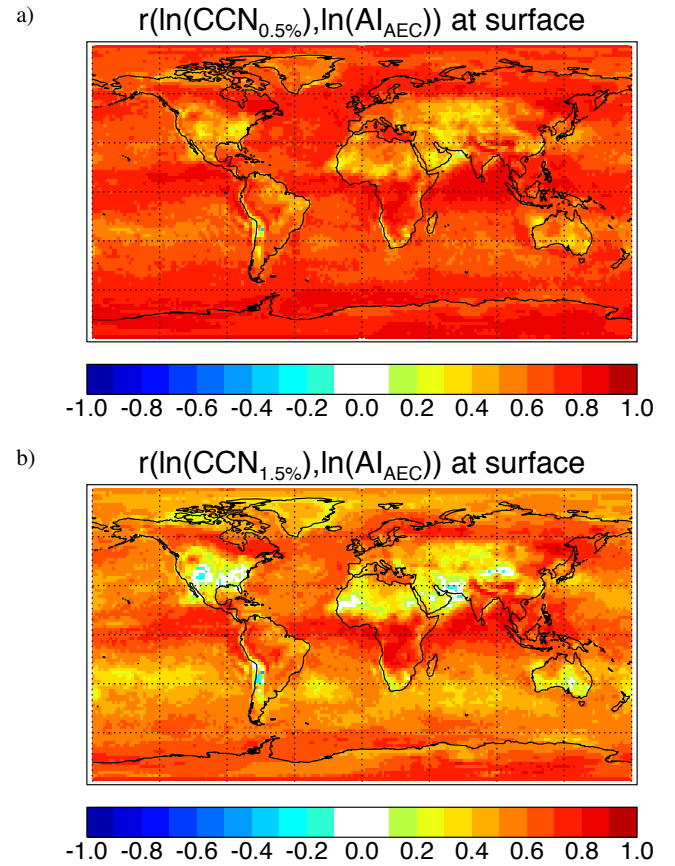 a)
r(ln(CCN0.5%),ln(AIAEC)) at surface
-1.0 -0.8 -0.6 -0.4 -0.2 0.0 0.2 0.4 0.6 0.8 1.0
b)
r(ln(CCN1.5%),ln(AIAEC)) at surface
-1.0 -0.8 -0.6 -0.4 -0.2 0.0 0.2 0.4 0.6 0.8 1.0